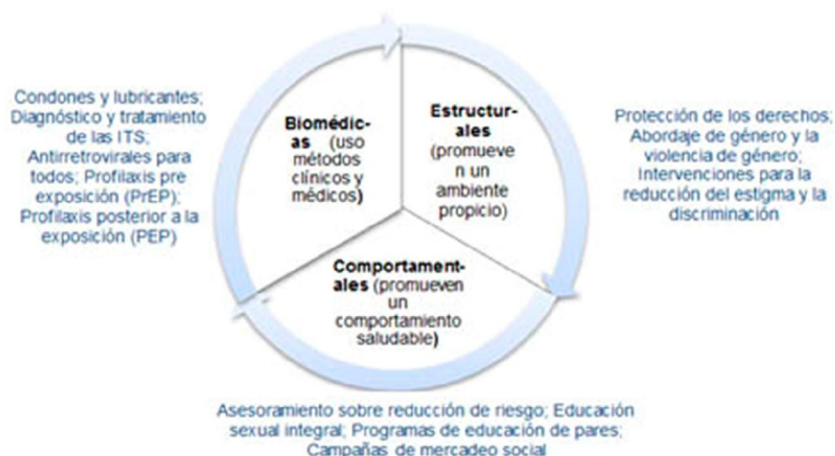 Condones y lubricantes;
Diagnóstico y tratamiento
de las ITS;
Antirretrovirales para
todos; Profilaxis pre
exposición (PrEP);
Profilaxis posterior a la
exposición (PEP)
Biomédic-
as (uso
métodos
clínicos y
médicos)
Estructur-
ales
(promueve
n un
ambiente
propicio)
Protección de los derechos;
Abordaje de género y la
violencia de género;
Intervenciones para la
reducción del estigma y la
discriminación
Comportament-
ales (promueven
un
comportamiento
saludable)
Asesoramiento sobre reducción de riesgo; Educación
sexual integral; Programas de educación de pares;
Campañas de mercadeo social